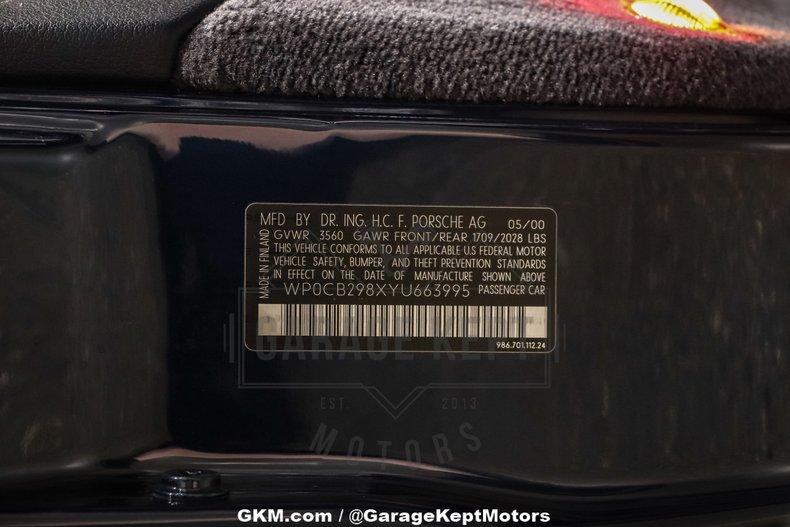 MFD BY DR. ING. H.C. F. PORSCHE AG 05/00
GVWR 3560 GAWR FRONT/REAR 1709/2028 LBS
THIS VEHICLE CONFORMS TO ALL APPLICABLE U.S FEDERAL MOTOR
VEHICLE SAFETY, BUMPER, AND THEFT PREVENTION STANDARDS
IN EFFECT ON THE DATE OF MANUFACTURE SHOWN ABOVE
WP0CB298XYU663995 PASSENGER CAR
MADE IN FINLAND
986.701.112.24
GARAGE KEPT
EST. 2013
MOTORS
GKM.com / @GarageKeptMotors